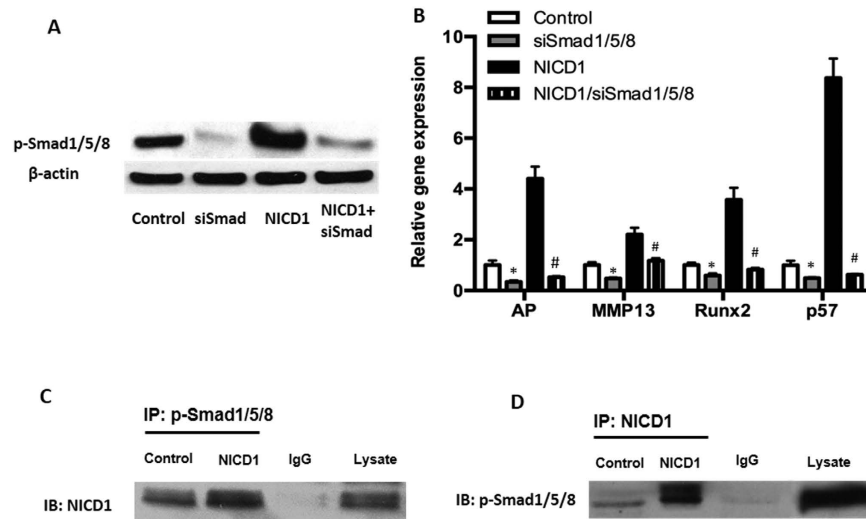 A
p-Smad1/5/8
β-actin
Control siSmad NICD1 NICD1+
siSmad
B
Control
siSmad1/5/8
NICD1
NICD1/siSmad1/5/8
Relative gene expression
10
8
6
4
2
0
* # * # * # * #
AP MMP13 Runx2 p57
C
IP: p-Smad1/5/8
Control NICD1 IgG Lysate
IB: NICD1
D
IP: NICD1
Control NICD1 IgG Lysate
IB: p-Smad1/5/8